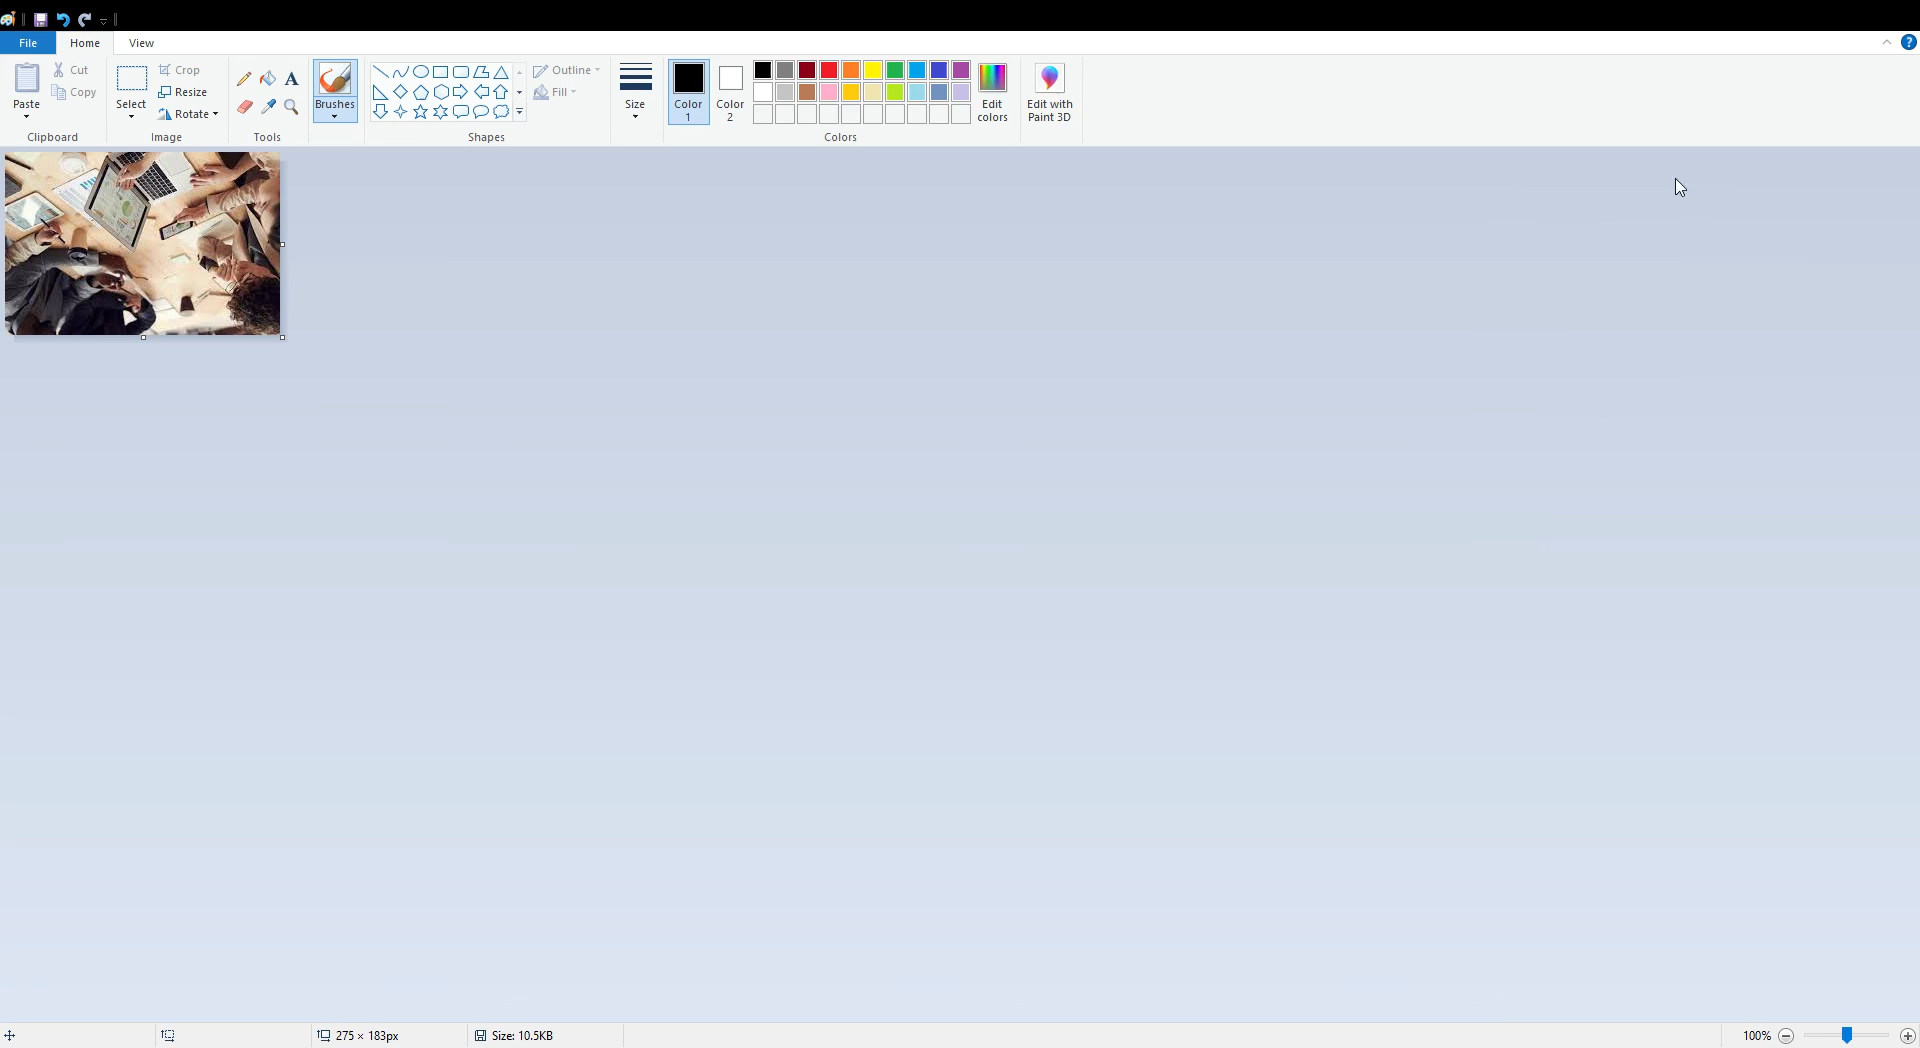 File Home View
Paste Cut Copy Clipboard
Select Crop Resize Rotate Image
Tools
Brushes
Shapes Outline Fill
Size
Color 1 Color 2 Edit colors Colors
Edit with Paint 3D
275 × 183px Size: 10.5KB 100%